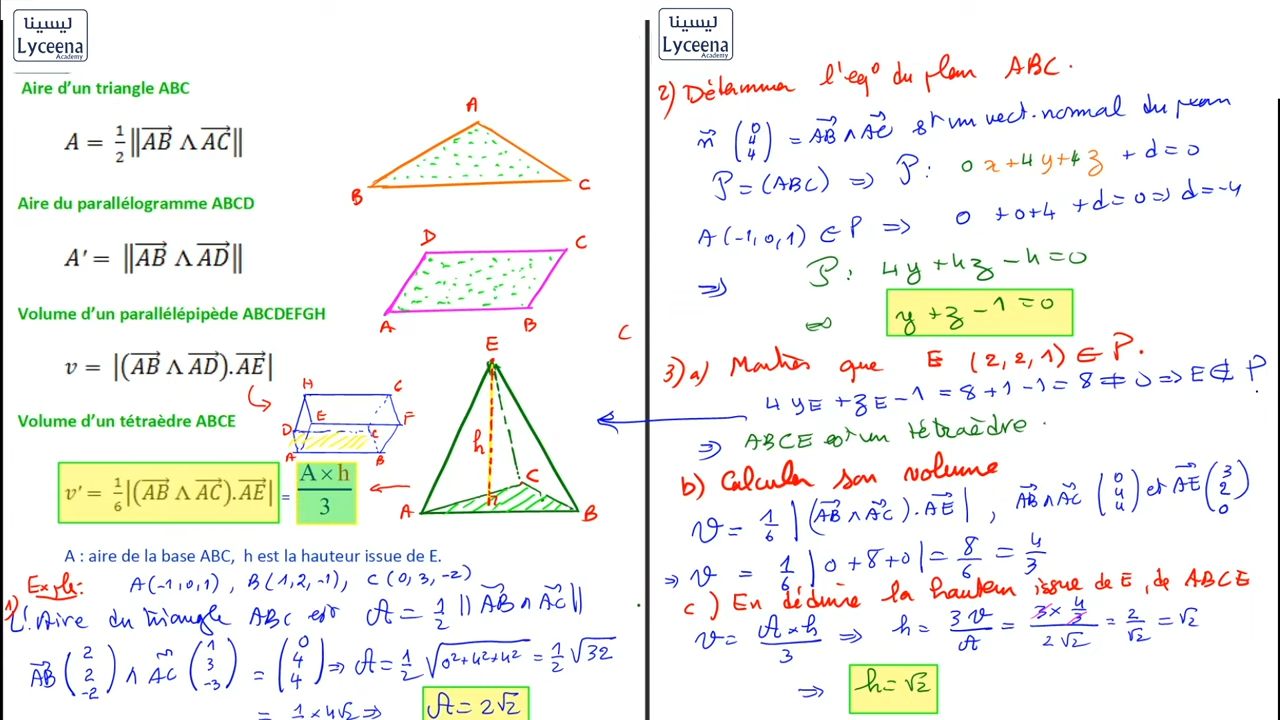 ليسينا
Lyceena
Academy
Aire d'un triangle ABC
A = 1/2 ‖AB⃗ Λ AC⃗‖
A
B
C
Aire du parallélogramme ABCD
A′ = ‖AB⃗ Λ AD⃗‖
D
C
A
B
Volume d'un parallélépipède ABCDEFGH
v = |(AB⃗ Λ AD⃗).AE⃗|
H
G
E
F
D
C
A
B
Volume d'un tétraèdre ABCE
v′ = 1/6 |(AB⃗ Λ AC⃗).AE⃗| = A × h / 3
E
C
h
C
A
B
A : aire de la base ABC, h est la hauteur issue de E.
Exple: A(-1,0,1), B(1,2,-1), C(0,3,-2)
1) L'Aire du Triangle ABC est A = 1/2 ‖AB⃗ ∧ AC⃗‖
AB⃗ (2 2 -2) ∧ AC⃗ (1 3 -3) = (0 4 4) ⇒ A = 1/2 √(0²+4²+4²) = 1/2 √32
= 1/2 × 4√2 ⇒ A = 2√2
ليسينا
Lyceena
Academy
2) Détermner l'eq° du plan ABC.
n⃗ (0 4 4) = AB⃗ ∧ AC⃗ est un vect. normal du plan
P = (ABC) ⇒ P: 0x+4y+4z + d = 0
A(-1,0,1) ∈ P ⇒ 0 + 0 + 4 + d = 0 ⇒ d = -4
⇒ P: 4y + 4z - 4 = 0
⇔ y + z - 1 = 0
3) a) Montrer que E (2,2,1) ∈ P.
4yE + zE - 1 = 8 + 1 - 1 = 8 ≠ 0 ⇒ E ∉ P
⇒ ABCE est un tétraèdre.
b) Calculer son volume
v = 1/6 |(AB⃗ ∧ AC⃗).AE⃗|, AB⃗ ∧ AC⃗ (0 4 4) et AE⃗ (3 2 0)
⇒ v = 1/6 |0+8+0| = 8/6 = 4/3
c) En déduire la hauteur issue de E, de ABCE
v = A×h / 3 ⇒ h = 3v/A = 3×4/3 / 2√2 = 2/√2 = √2
⇒ h = √2